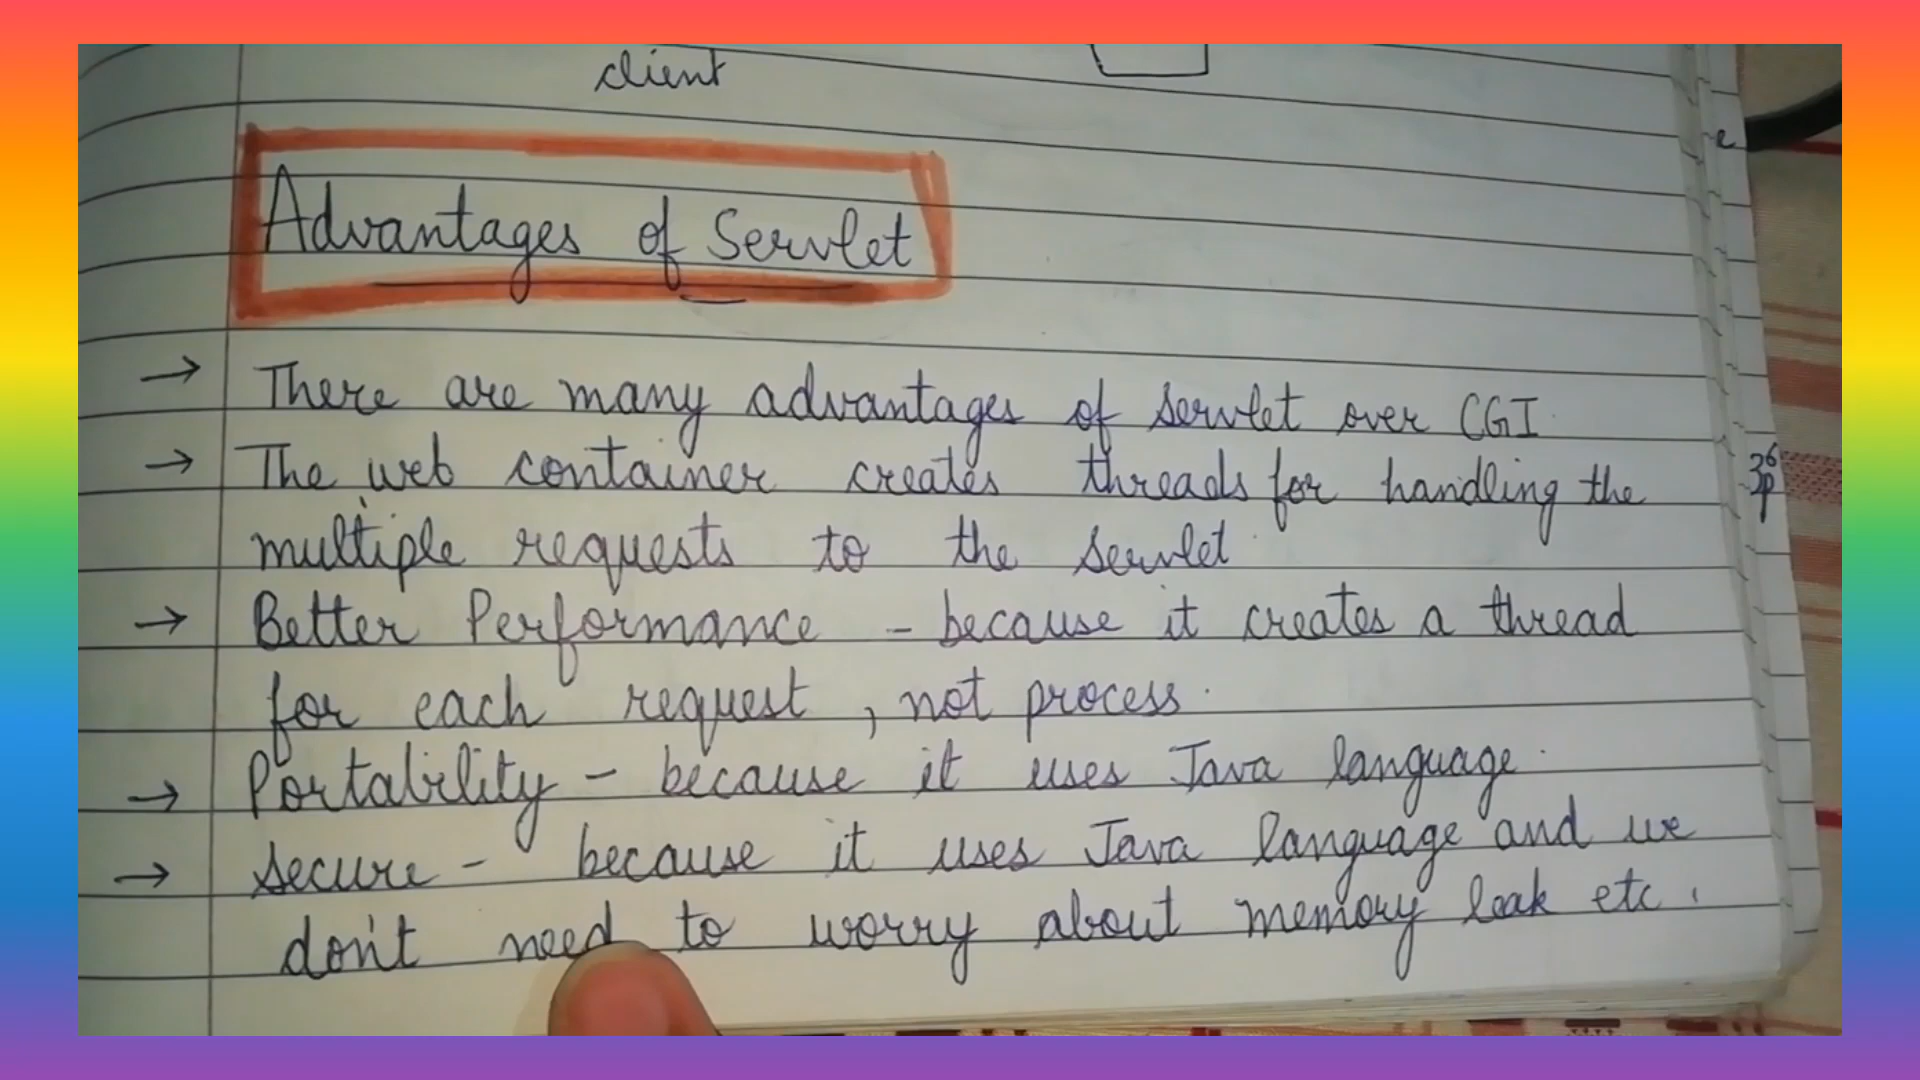 client
Advantages of Servlet
→ There are many advantages of servlet over CGI.
→ The web container creates threads for handling the
multiple requests to the servlet.
→ Better Performance - because it creates a thread
for each request, not process.
→ Portability - because it uses Java language.
→ Secure - because it uses Java language and we
don't need to worry about memory leak etc.